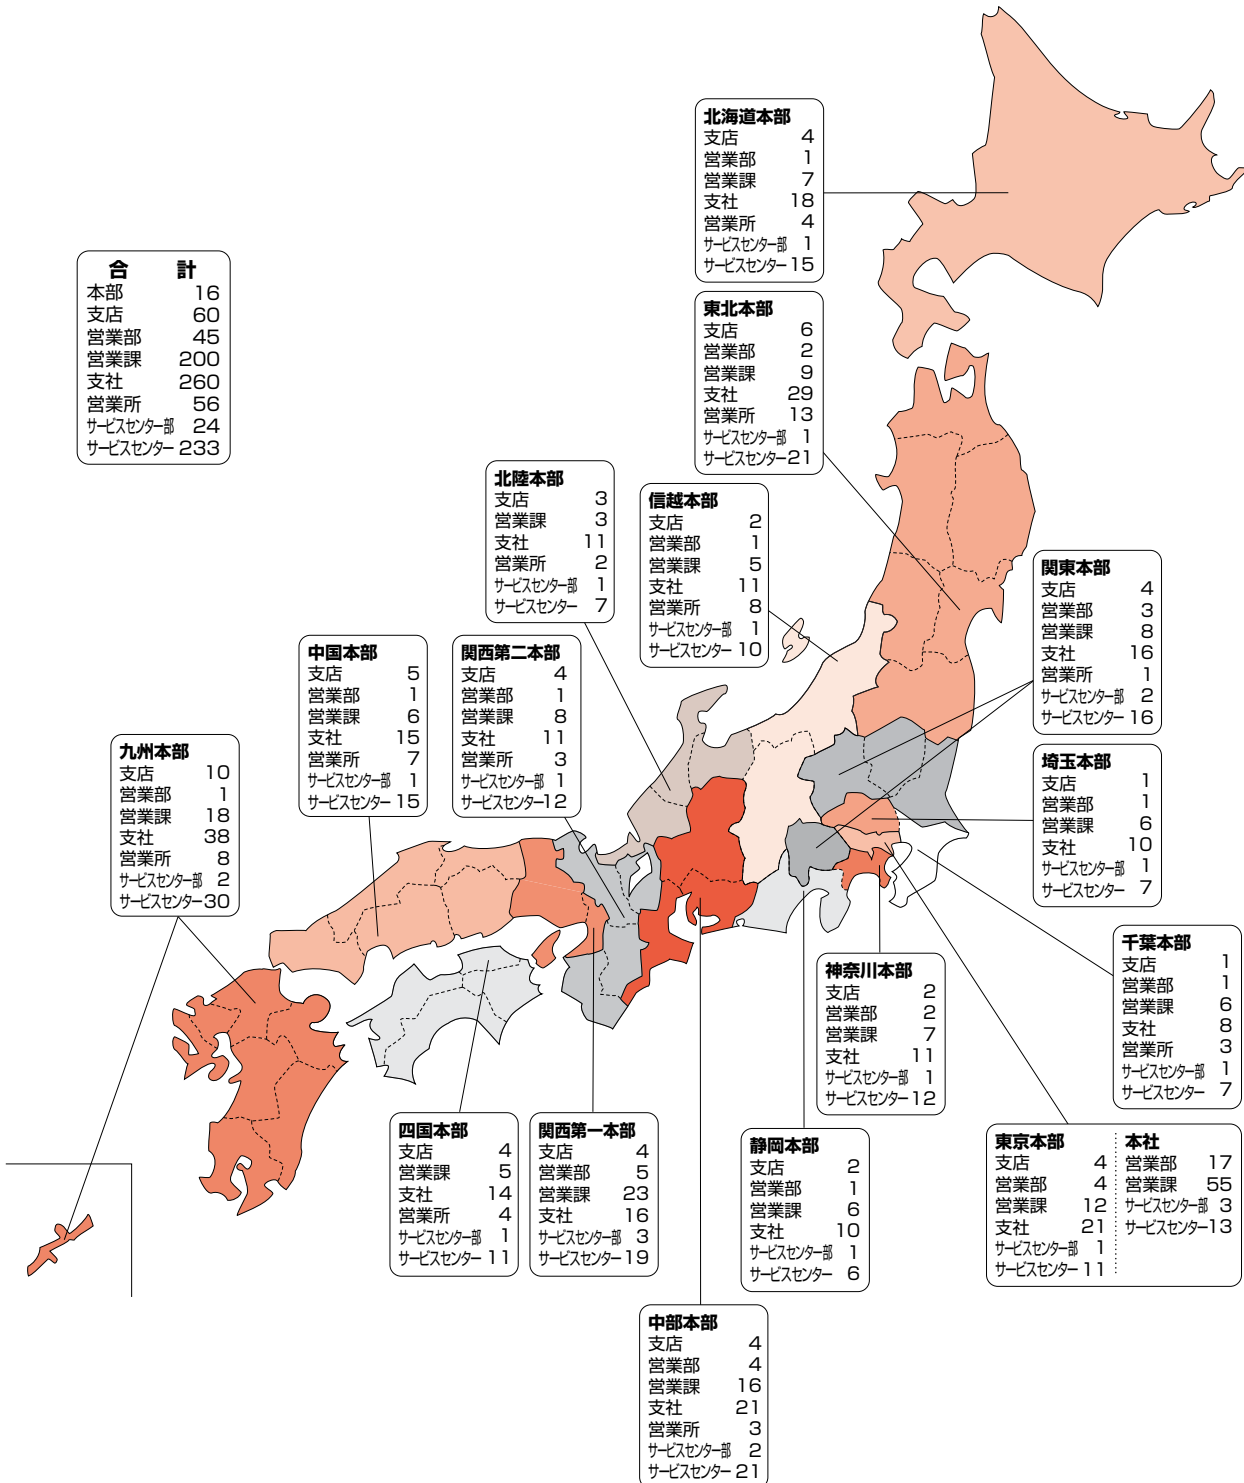 北海道本部
支店 4
営業部 1
営業課 7
支社 18
営業所 4
サービスセンター部 1
サービスセンター 15
合 計
本部 16
支店 60
営業部 45
営業課 200
支社 260
営業所 56
サービスセンター部 24
サービスセンター 233
東北本部
支店 6
営業部 2
営業課 9
支社 29
営業所 13
サービスセンター部 1
サービスセンター 21
北陸本部
支店 3
営業課 3
支社 11
営業所 2
サービスセンター部 1
サービスセンター 7
信越本部
支店 2
営業部 1
営業課 5
支社 11
営業所 8
サービスセンター部 1
サービスセンター 10
関東本部
支店 4
営業部 3
営業課 8
支社 16
営業所 1
サービスセンター部 2
サービスセンター 16
中国本部
支店 5
営業部 1
営業課 6
支社 15
営業所 7
サービスセンター部 1
サービスセンター 15
関西第二本部
支店 4
営業部 1
営業課 8
支社 11
営業所 3
サービスセンター部 1
サービスセンター 12
九州本部
支店 10
営業部 1
営業課 18
支社 38
営業所 8
サービスセンター部 2
サービスセンター 30
埼玉本部
支店 1
営業部 1
営業課 6
支社 10
サービスセンター部 1
サービスセンター 7
千葉本部
支店 1
営業部 1
営業課 6
支社 8
営業所 3
サービスセンター部 1
サービスセンター 7
神奈川本部
支店 2
営業部 2
営業課 7
支社 11
サービスセンター部 1
サービスセンター 12
四国本部
支店 4
営業課 5
支社 14
営業所 4
サービスセンター部 1
サービスセンター 11
関西第一本部
支店 4
営業部 5
営業課 23
支社 16
サービスセンター部 3
サービスセンター 19
静岡本部
支店 2
営業部 1
営業課 6
支社 10
サービスセンター部 1
サービスセンター 6
東京本部
支店 4
営業部 4
営業課 12
支社 21
サービスセンター部 1
サービスセンター 11
本社
営業部 17
営業課 55
サービスセンター部 3
サービスセンター 13
中部本部
支店 4
営業部 4
営業課 16
支社 21
営業所 3
サービスセンター部 2
サービスセンター 21